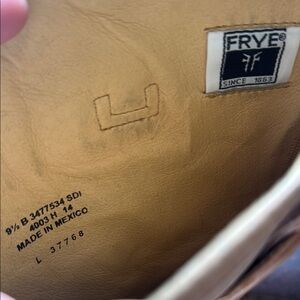 FRYE®
SINCE 1863
9½ B 3477534 SDI
4003 H 14
MADE IN MEXICO
L 37768